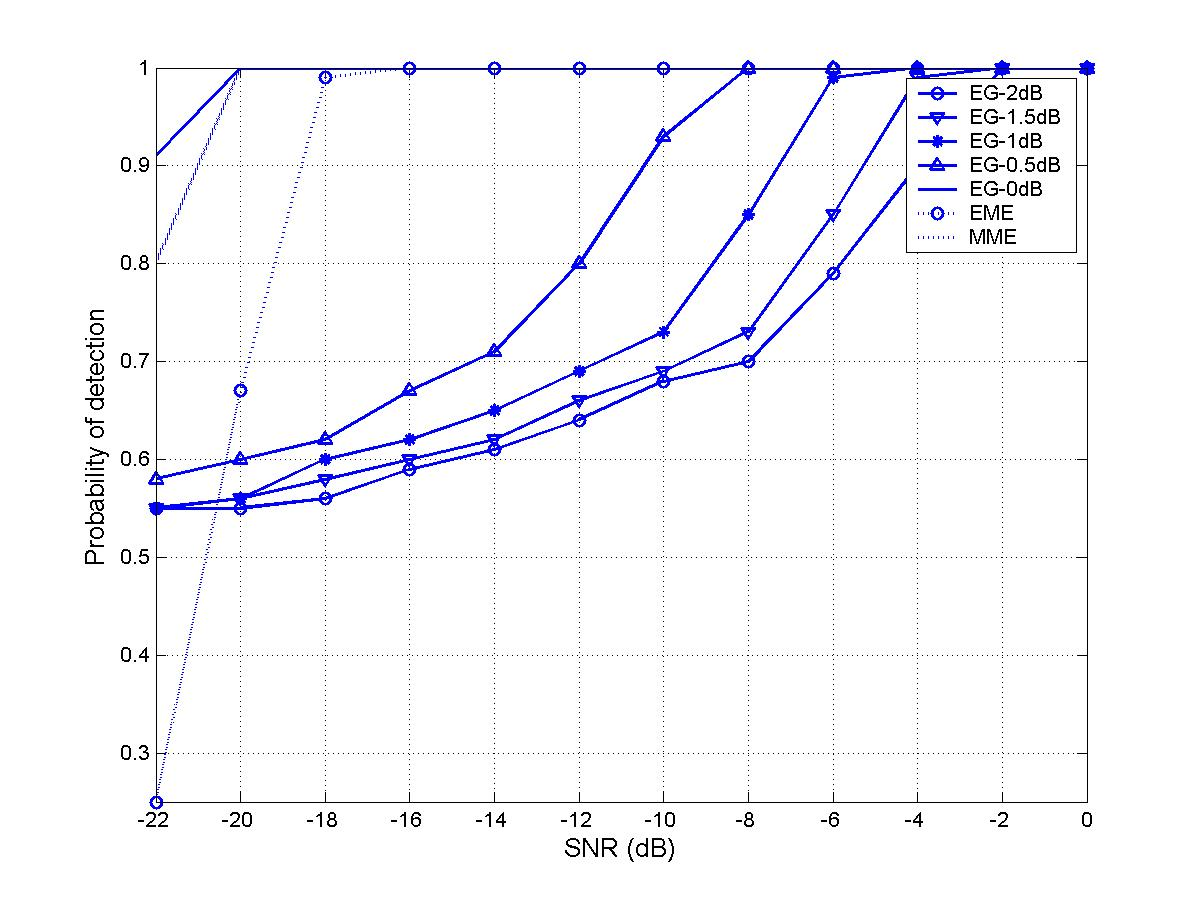 1
0.9
0.8
0.7
0.6
0.5
0.4
0.3
Probability of detection
EG-2dB
EG-1.5dB
EG-1dB
EG-0.5dB
EG-0dB
EME
MME
-22 -20 -18 -16 -14 -12 -10 -8 -6 -4 -2 0
SNR (dB)